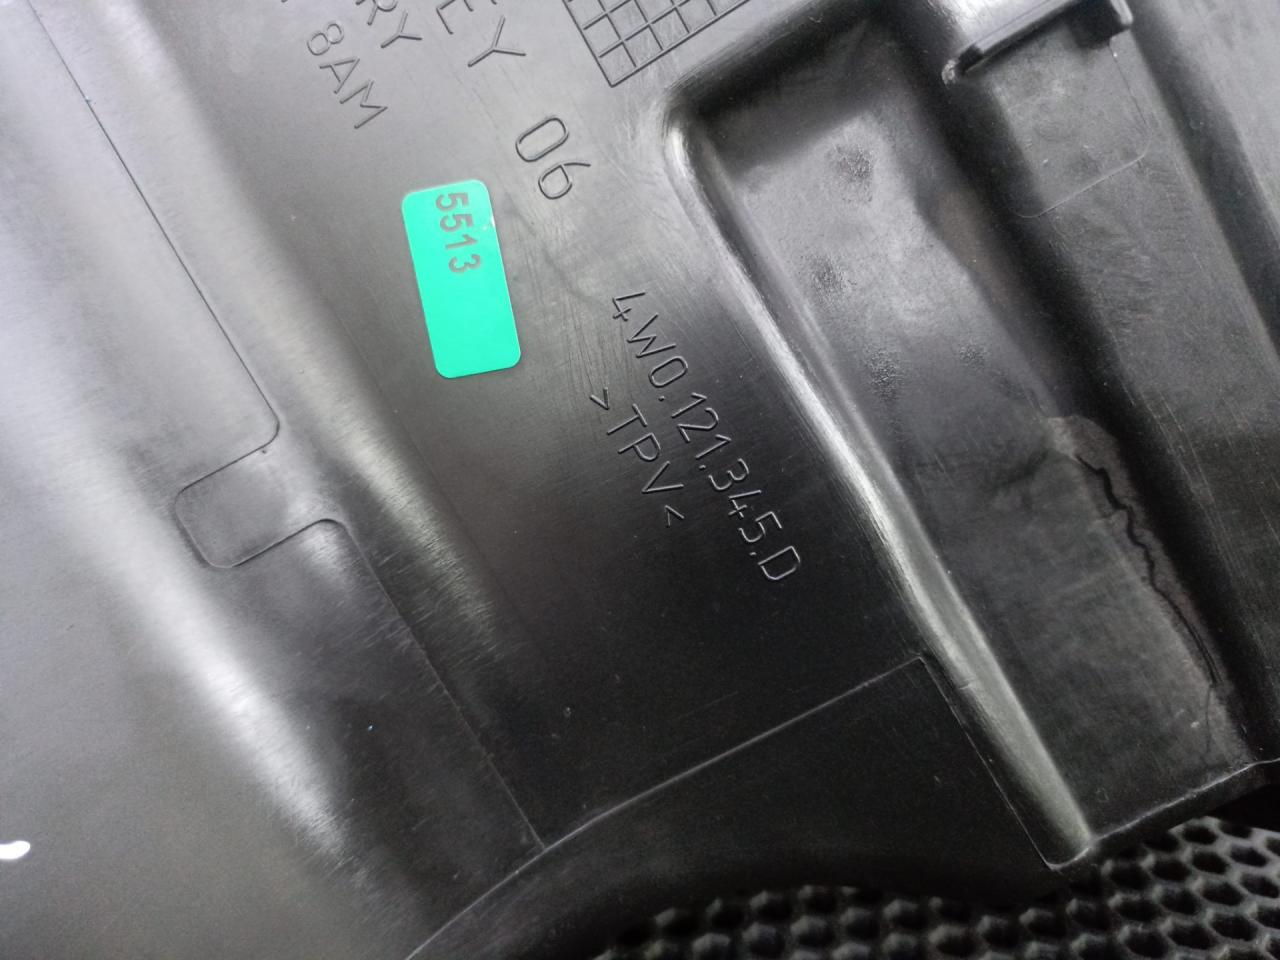 8AM
RY
EY 06
5513
4W0.121.345.D
>TPV<